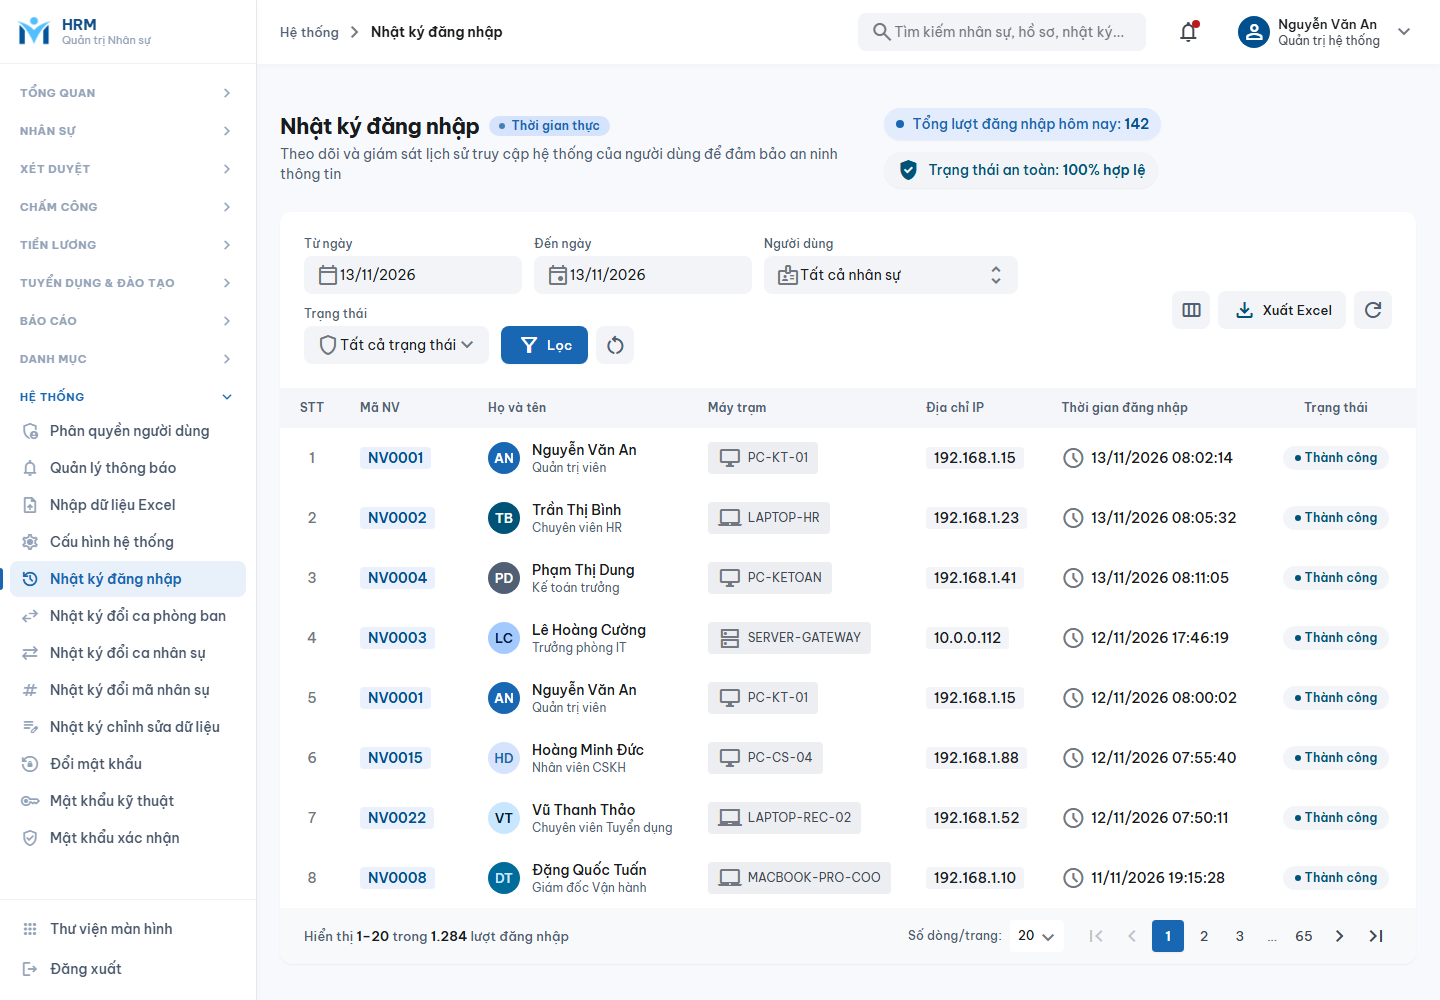 HRM
Quản trị Nhân sự
TỔNG QUAN
NHÂN SỰ
XÉT DUYỆT
CHẤM CÔNG
TIỀN LƯƠNG
TUYỂN DỤNG & ĐÀO TẠO
BÁO CÁO
DANH MỤC
HỆ THỐNG
Phân quyền người dùng
Quản lý thông báo
Nhập dữ liệu Excel
Cấu hình hệ thống
Nhật ký đăng nhập
Nhật ký đổi ca phòng ban
Nhật ký đổi ca nhân sự
Nhật ký đổi mã nhân sự
Nhật ký chỉnh sửa dữ liệu
Đổi mật khẩu
Mật khẩu kỹ thuật
Mật khẩu xác nhận
Thư viện màn hình
Đăng xuất
Hệ thống > Nhật ký đăng nhập
Tìm kiếm nhân sự, hồ sơ, nhật ký...
Nguyễn Văn An
Quản trị hệ thống
Nhật ký đăng nhập
Thời gian thực
Theo dõi và giám sát lịch sử truy cập hệ thống của người dùng để đảm bảo an ninh
thông tin
Tổng lượt đăng nhập hôm nay: 142
Trạng thái an toàn: 100% hợp lệ
Từ ngày Đến ngày Người dùng
13/11/2026 13/11/2026 Tất cả nhân sự
Trạng thái
Tất cả trạng thái Lọc
Xuất Excel
STT Mã NV Họ và tên Máy trạm Địa chỉ IP Thời gian đăng nhập Trạng thái
1 NV0001 AN Nguyễn Văn An PC-KT-01 192.168.1.15 13/11/2026 08:02:14 Thành công
Quản trị viên
2 NV0002 TB Trần Thị Bình LAPTOP-HR 192.168.1.23 13/11/2026 08:05:32 Thành công
Chuyên viên HR
3 NV0004 PD Phạm Thị Dung PC-KETOAN 192.168.1.41 13/11/2026 08:11:05 Thành công
Kế toán trưởng
4 NV0003 LC Lê Hoàng Cường SERVER-GATEWAY 10.0.0.112 12/11/2026 17:46:19 Thành công
Trưởng phòng IT
5 NV0001 AN Nguyễn Văn An PC-KT-01 192.168.1.15 12/11/2026 08:00:02 Thành công
Quản trị viên
6 NV0015 HD Hoàng Minh Đức PC-CS-04 192.168.1.88 12/11/2026 07:55:40 Thành công
Nhân viên CSKH
7 NV0022 VT Vũ Thanh Thảo LAPTOP-REC-02 192.168.1.52 12/11/2026 07:50:11 Thành công
Chuyên viên Tuyển dụng
8 NV0008 DT Đặng Quốc Tuấn MACBOOK-PRO-COO 192.168.1.10 11/11/2026 19:15:28 Thành công
Giám đốc Vận hành
Hiển thị 1-20 trong 1.284 lượt đăng nhập
Số dòng/trang: 20 1 2 3 ... 65